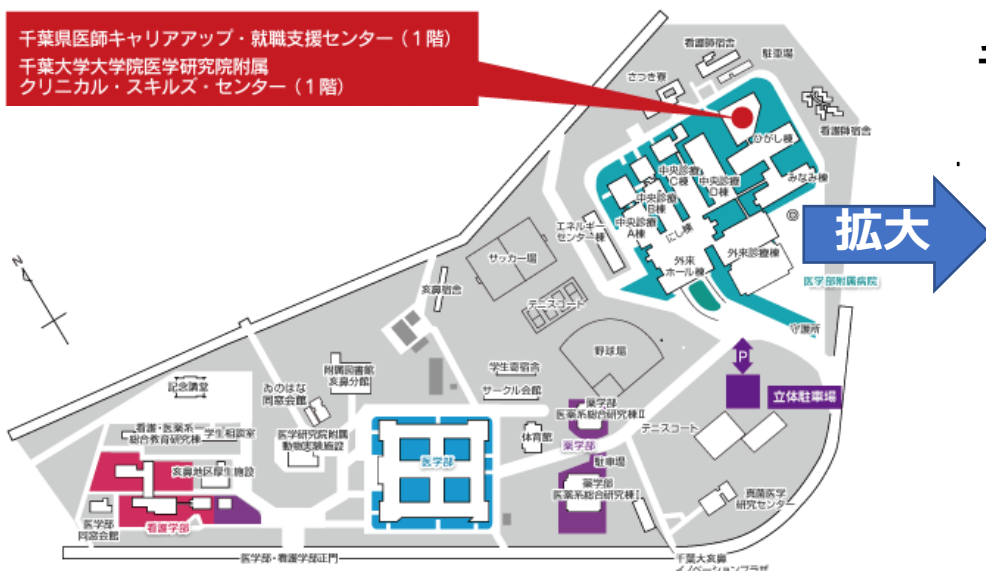 千葉県医師キャリアアップ・就職支援センター（1階）
千葉大学大学院医学研究院附属
クリニカル・スキルズ・センター（1階）
看護師宿舎
駐車場
さつき寮
看護師宿舎
ひがし棟
みなみ棟
中央診療
C棟
中央診療
D棟
中央診療
B棟
中央診療
A棟
にし棟
エネルギー
センター棟
外来
ホール棟
外来診療棟
拡大
医学部附属病院
守護所
N
サッカー場
亥鼻宿舎
テニスコート
野球場
P
立体駐車場
附属図書館
亥鼻分館
学生寄宿舎
サークル会館
記念講堂
ゐのはな
同窓会館
看護・医薬系
総合教育研究棟
学生相談室
医学研究院附属
動物実験施設
医学部
体育館
薬学部
医薬系総合研究棟Ⅱ
薬学部
テニスコート
駐車場
薬学部
医薬系総合研究棟Ⅰ
亥鼻地区厚生施設
真菌医学
研究センター
医学部
同窓会館
看護学部
医学部・看護学部正門
千葉大亥鼻
イノベーションプラザ